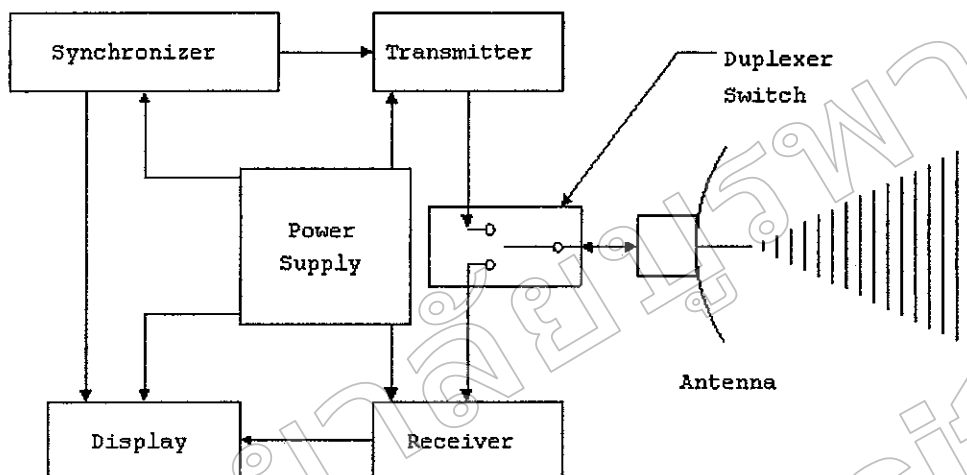 Synchronizer
Transmitter
Duplexer
Switch
Power
Supply
Antenna
Display
Receiver